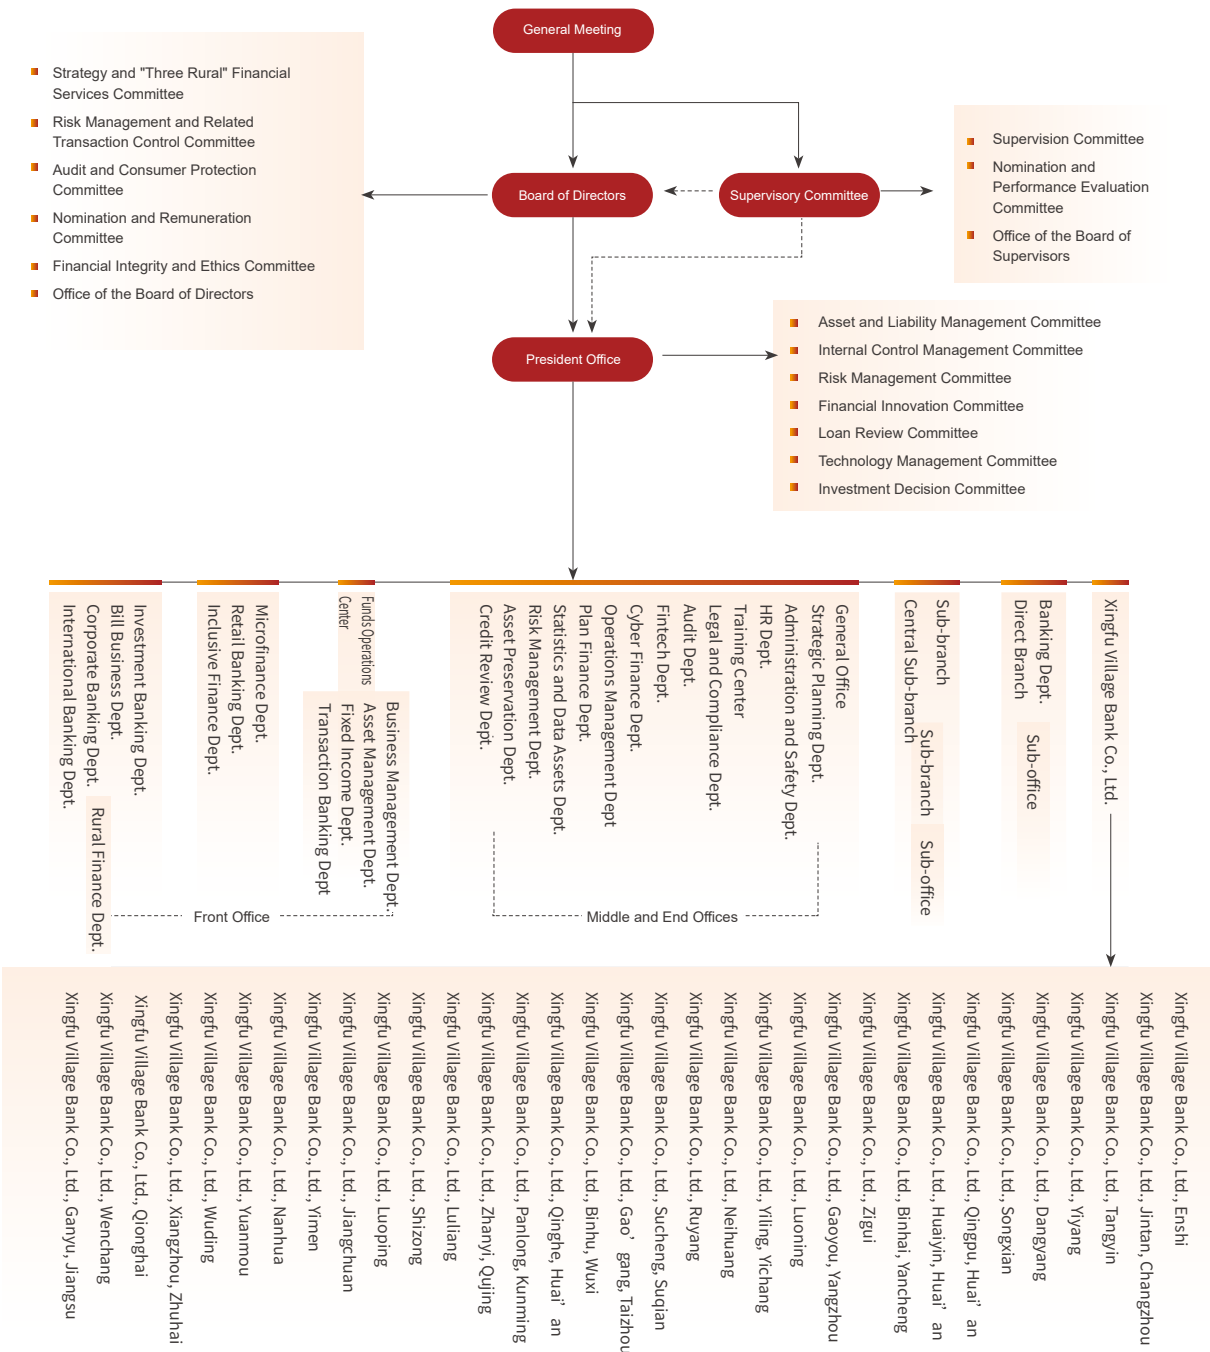 General Meeting
Strategy and "Three Rural" Financial
Services Committee
Risk Management and Related
Transaction Control Committee
Audit and Consumer Protection
Committee
Nomination and Remuneration
Committee
Financial Integrity and Ethics Committee
Office of the Board of Directors
Board of Directors
Supervisory Committee
Supervision Committee
Nomination and
Performance Evaluation
Committee
Office of the Board of
Supervisors
President Office
Asset and Liability Management Committee
Internal Control Management Committee
Risk Management Committee
Financial Innovation Committee
Loan Review Committee
Technology Management Committee
Investment Decision Committee
Investment Banking Dept.
Bill Business Dept.
Corporate Banking Dept.
International Banking Dept.
Rural Finance Dept.
Microfinance Dept.
Retail Banking Dept.
Inclusive Finance Dept.
Funds Operations
Center
Business Management Dept.
Asset Management Dept.
Fixed Income Dept.
Transaction Banking Dept
Front Office
General Office
Strategic Planning Dept.
Administration and Safety Dept.
HR Dept.
Training Center
Legal and Compliance Dept.
Audit Dept.
Fintech Dept.
Cyber Finance Dept.
Operations Management Dept
Plan Finance Dept.
Statistics and Data Assets Dept.
Risk Management Dept.
Asset Preservation Dept.
Credit Review Dept.
Middle and End Offices
Sub-branch
Central Sub-branch
Sub-branch
Sub-office
Banking Dept.
Direct Branch
Sub-office
Xingfu Village Bank Co., Ltd.
Xingfu Village Bank Co., Ltd., Enshi
Xingfu Village Bank Co., Ltd., Jintan, Changzhou
Xingfu Village Bank Co., Ltd., Tangyin
Xingfu Village Bank Co., Ltd., Yiyang
Xingfu Village Bank Co., Ltd., Dangyang
Xingfu Village Bank Co., Ltd., Songxian
Xingfu Village Bank Co., Ltd., Qingpu, Huai’an
Xingfu Village Bank Co., Ltd., Huaiyin, Huai’an
Xingfu Village Bank Co., Ltd., Binhai, Yancheng
Xingfu Village Bank Co., Ltd., Zigui
Xingfu Village Bank Co., Ltd., Gaoyou, Yangzhou
Xingfu Village Bank Co., Ltd., Luoning
Xingfu Village Bank Co., Ltd., Yiling, Yichang
Xingfu Village Bank Co., Ltd., Neihuang
Xingfu Village Bank Co., Ltd., Ruyang
Xingfu Village Bank Co., Ltd., Sucheng, Suqian
Xingfu Village Bank Co., Ltd., Gao’gang, Taizhou
Xingfu Village Bank Co., Ltd., Binhu, Wuxi
Xingfu Village Bank Co., Ltd., Qinghe, Huai’an
Xingfu Village Bank Co., Ltd., Panlong, Kunming
Xingfu Village Bank Co., Ltd., Zhanyi, Qujing
Xingfu Village Bank Co., Ltd., Luliang
Xingfu Village Bank Co., Ltd., Shizong
Xingfu Village Bank Co., Ltd., Luoping
Xingfu Village Bank Co., Ltd., Jiangchuan
Xingfu Village Bank Co., Ltd., Yimen
Xingfu Village Bank Co., Ltd., Nanhua
Xingfu Village Bank Co., Ltd., Yuanmou
Xingfu Village Bank Co., Ltd., Wuding
Xingfu Village Bank Co., Ltd., Xiangzhou, Zhuhai
Xingfu Village Bank Co., Ltd., Qionghai
Xingfu Village Bank Co., Ltd., Wenchang
Xingfu Village Bank Co., Ltd., Ganyu, Jiangsu